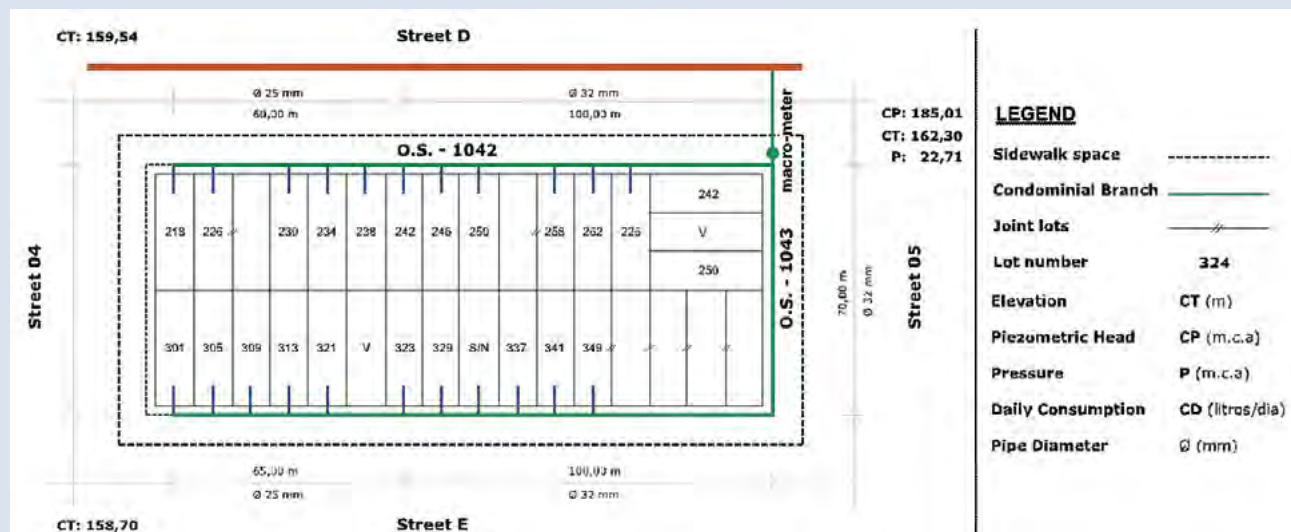 CT: 159,54
Street D
Ø 25 mm
Ø 32 mm
60,00 m
100,00 m
macro-meter
CP: 185,01
CT: 162,30
P: 22,71
O.S. - 1042
218 226 230 234 238 242 246 250 258 262 226
242
V
250
Street 04
O.S. - 1043
70,00 m
Ø 32 mm
Street 05
301 305 309 313 321 V 323 329 S/N 337 341 349
65,00 m
100,00 m
Ø 25 mm
Ø 32 mm
CT: 158,70
Street E
LEGEND
Sidewalk space
Condominial Branch
Joint lots
Lot number 324
Elevation CT (m)
Piezometric Head CP (m.c.a)
Pressure P (m.c.a)
Daily Consumption CD (litros/dia)
Pipe Diameter Ø (mm)